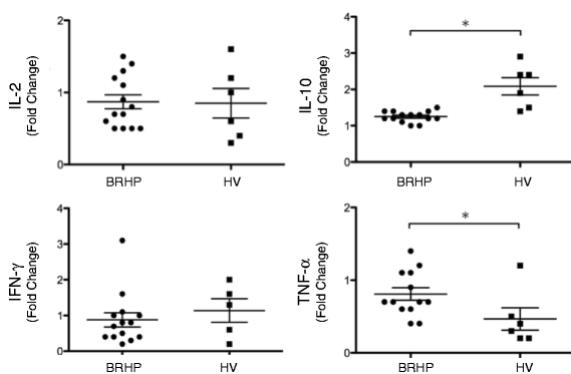 IL-2
(Fold Change)
2
1
0
BRHP
HV
IL-10
(Fold Change)
4
3
2
1
0
*
BRHP
HV
IFN-γ
(Fold Change)
4
3
2
1
0
BRHP
HV
TNF-α
(Fold Change)
2
1
0
*
BRHP
HV